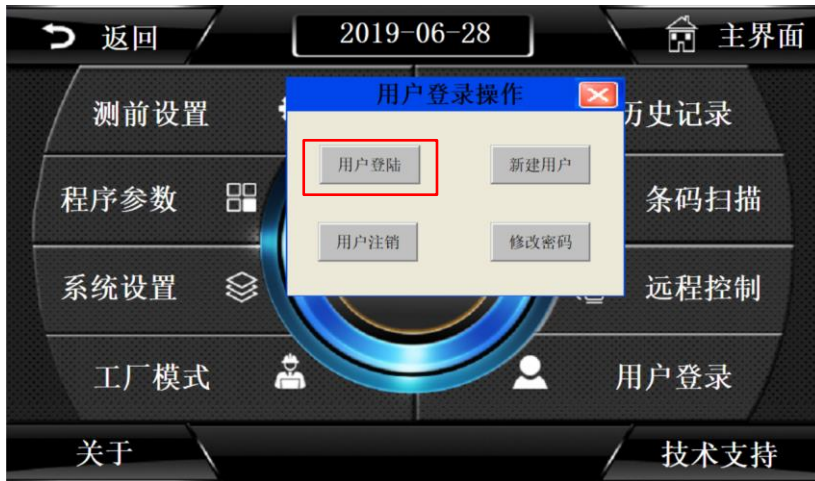 返回
2019-06-28
主界面
用户登录操作
测前设置
历史记录
用户登陆
新建用户
程序参数
条码扫描
用户注销
修改密码
系统设置
远程控制
工厂模式
用户登录
关于
技术支持